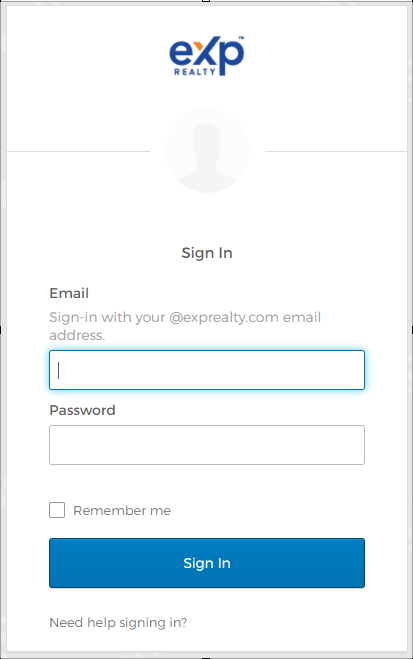 eXp™
REALTY
Sign In
Email
Sign-in with your @exprealty.com email
address.
Password
Remember me
Sign In
Need help signing in?